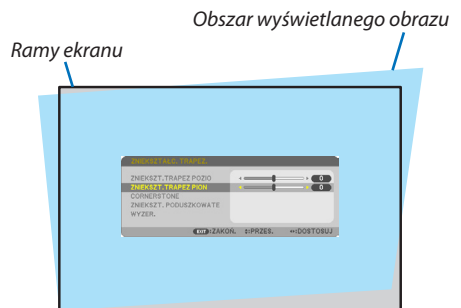 Obszar wyświetlanego obrazu
Ramy ekranu
ZNIEKSZTAŁC. TRAPEZ.
ZNIEKSZT.TRAPEZ POZIO 0
ZNIEKSZT.TRAPEZ PION 0
CORNERSTONE
ZNIEKSZT. PODUSZKOWATE
WYZER.
EXIT :ZAKOŃ. ↕:PRZES. ↔:DOSTOSUJ